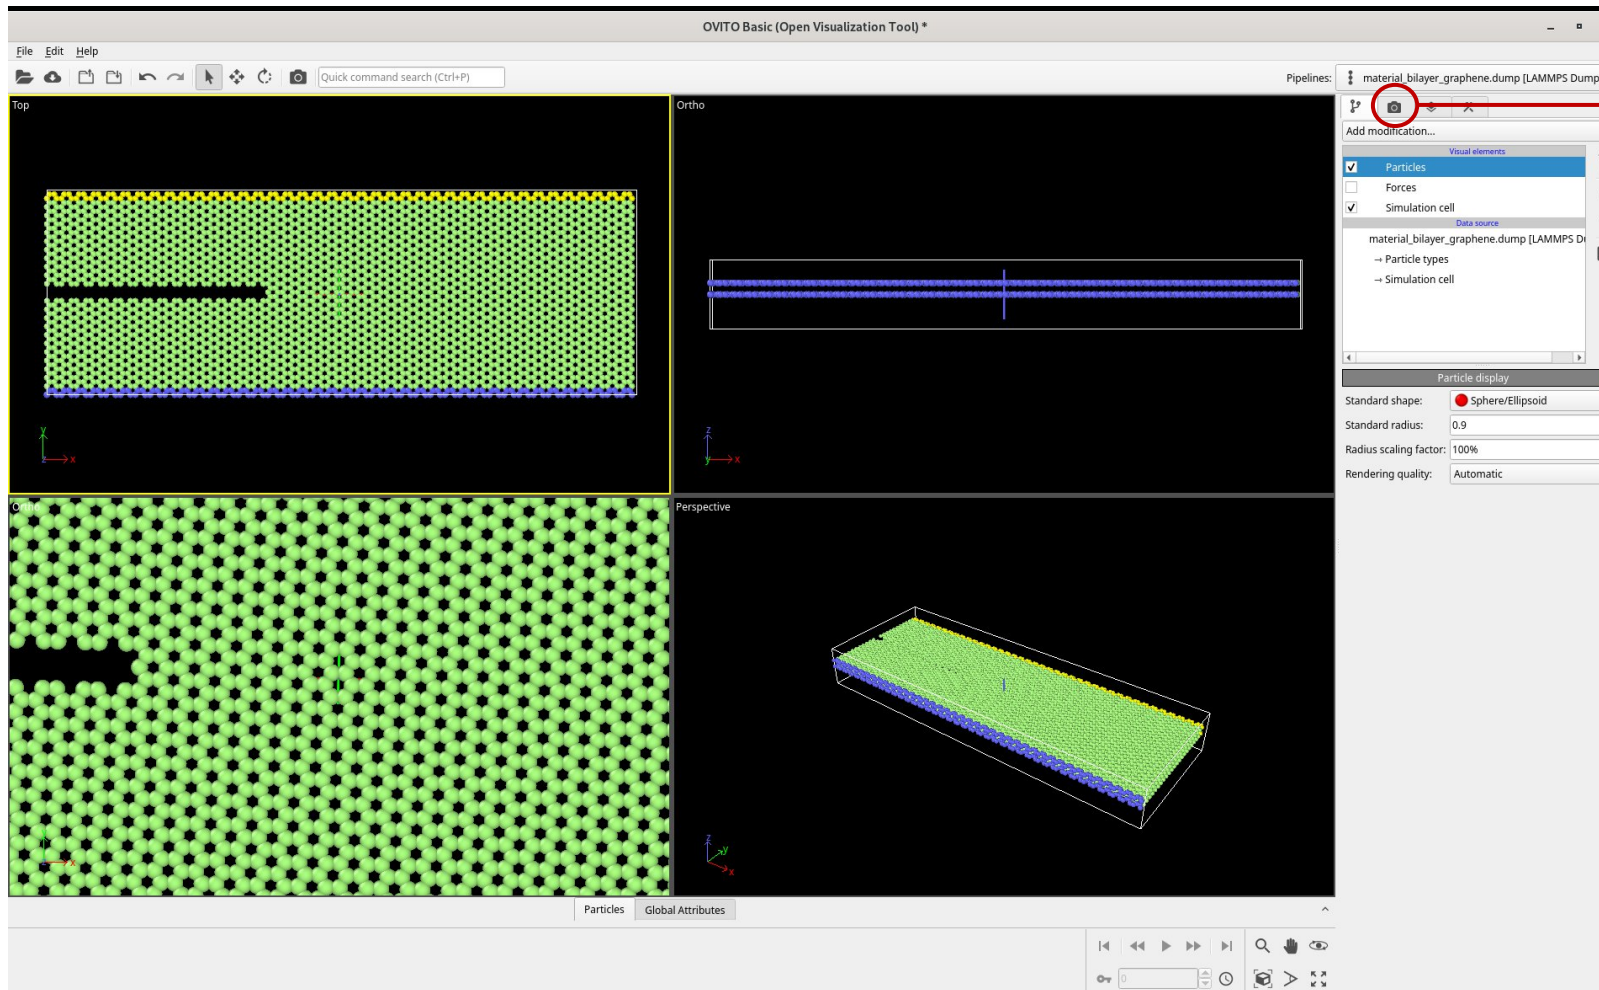 OVITO Basic (Open Visualization Tool) *
File Edit Help
Quick command search (Ctrl+P)
Pipelines: material_bilayer_graphene.dump [LAMMPS Dump
Top
Ortho
Add modification...
Visual elements
Particles
Forces
Simulation cell
Data source
material_bilayer_graphene.dump [LAMMPS D
→ Particle types
→ Simulation cell
Particle display
Standard shape: Sphere/Ellipsoid
Standard radius: 0.9
Radius scaling factor: 100%
Rendering quality: Automatic
y
z x
z
y x
Ortho
Perspective
y
x
z
y
x
Particles Global Attributes
0